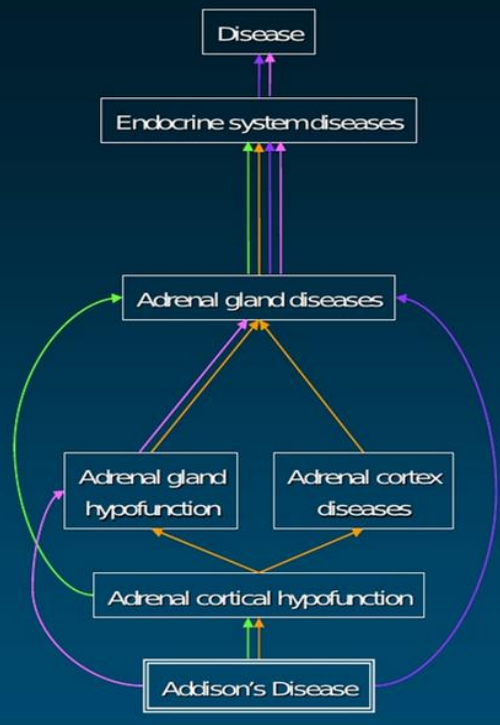 Disease
Endocrine system diseases
Adrenal gland diseases
Adrenal gland
hypofunction
Adrenal cortex
diseases
Adrenal cortical hypofunction
Addison's Disease